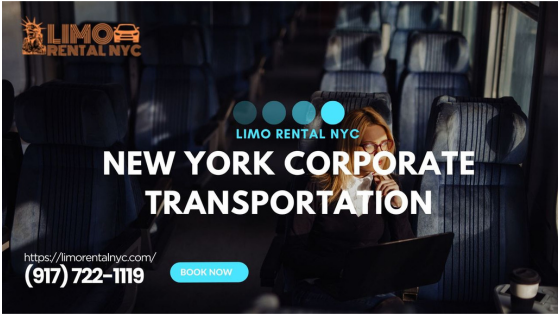 LIMO
RENTAL NYC
LIMO RENTAL NYC
NEW YORK CORPORATE
TRANSPORTATION
https://limorentalnyc.com/
(917) 722-1119
BOOK NOW